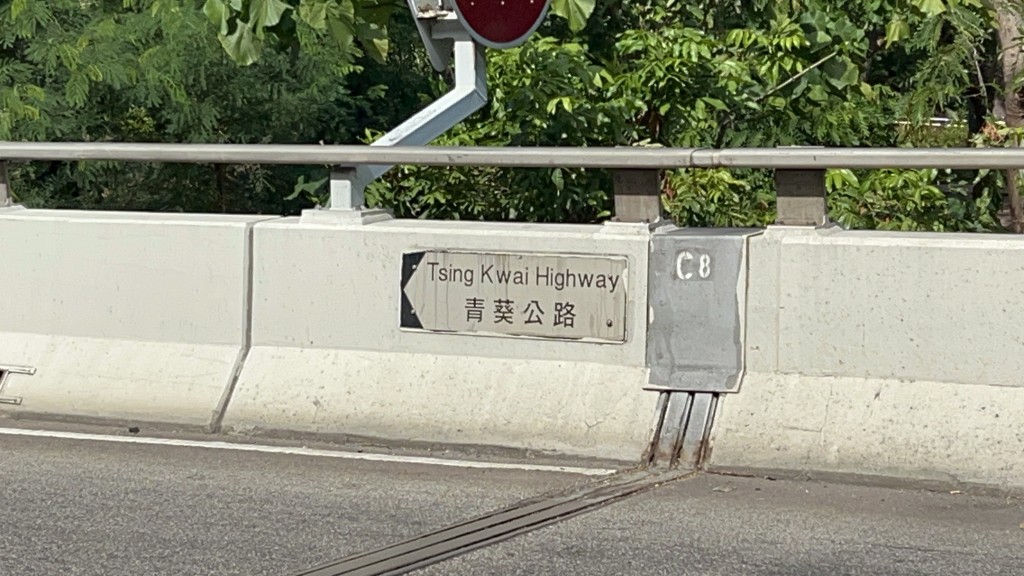 Tsing Kwai Highway
青葵公路
C8